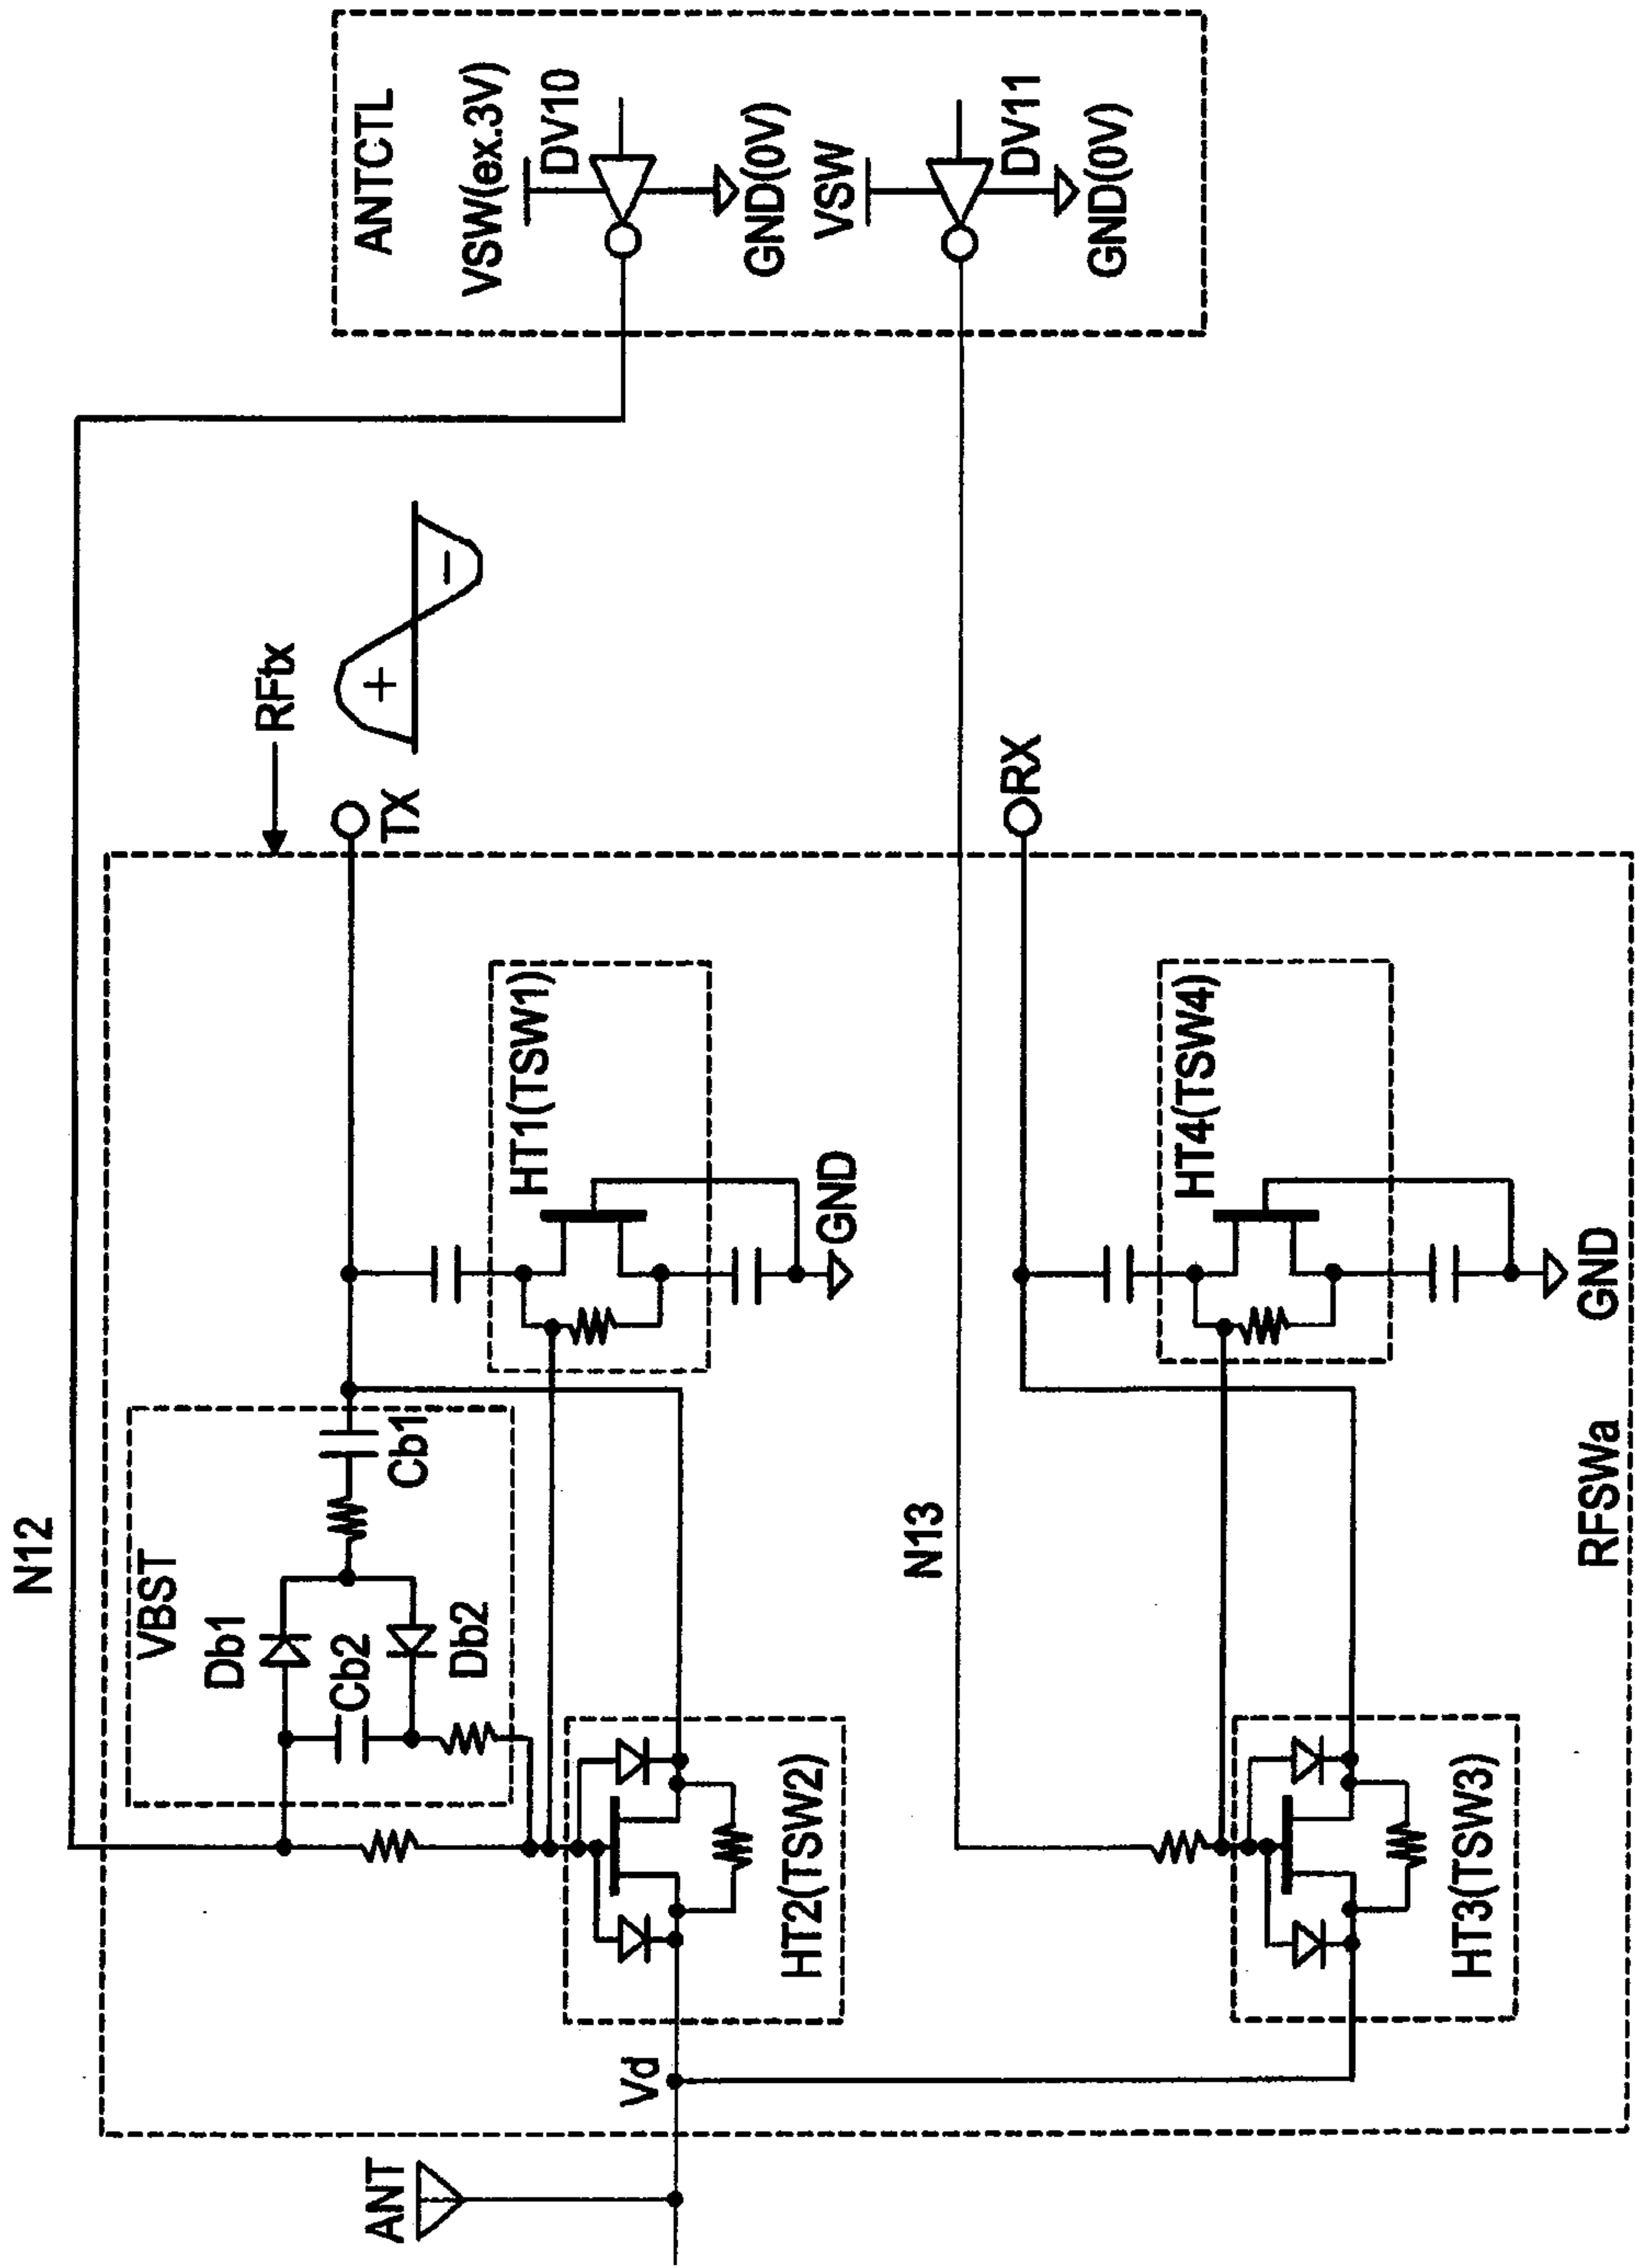 ANT
Vd
N12
VBST
Db1
Cb2
Db2
Cb1
RFtx
TX
+
−
HT2(TSW2)
HT1(TSW1)
GND
N13
RX
HT3(TSW3)
HT4(TSW4)
GND
RFSWa
ANTCTL
VSW(ex.3V)
DV10
GND(0V)
VSW
DV11
GND(0V)